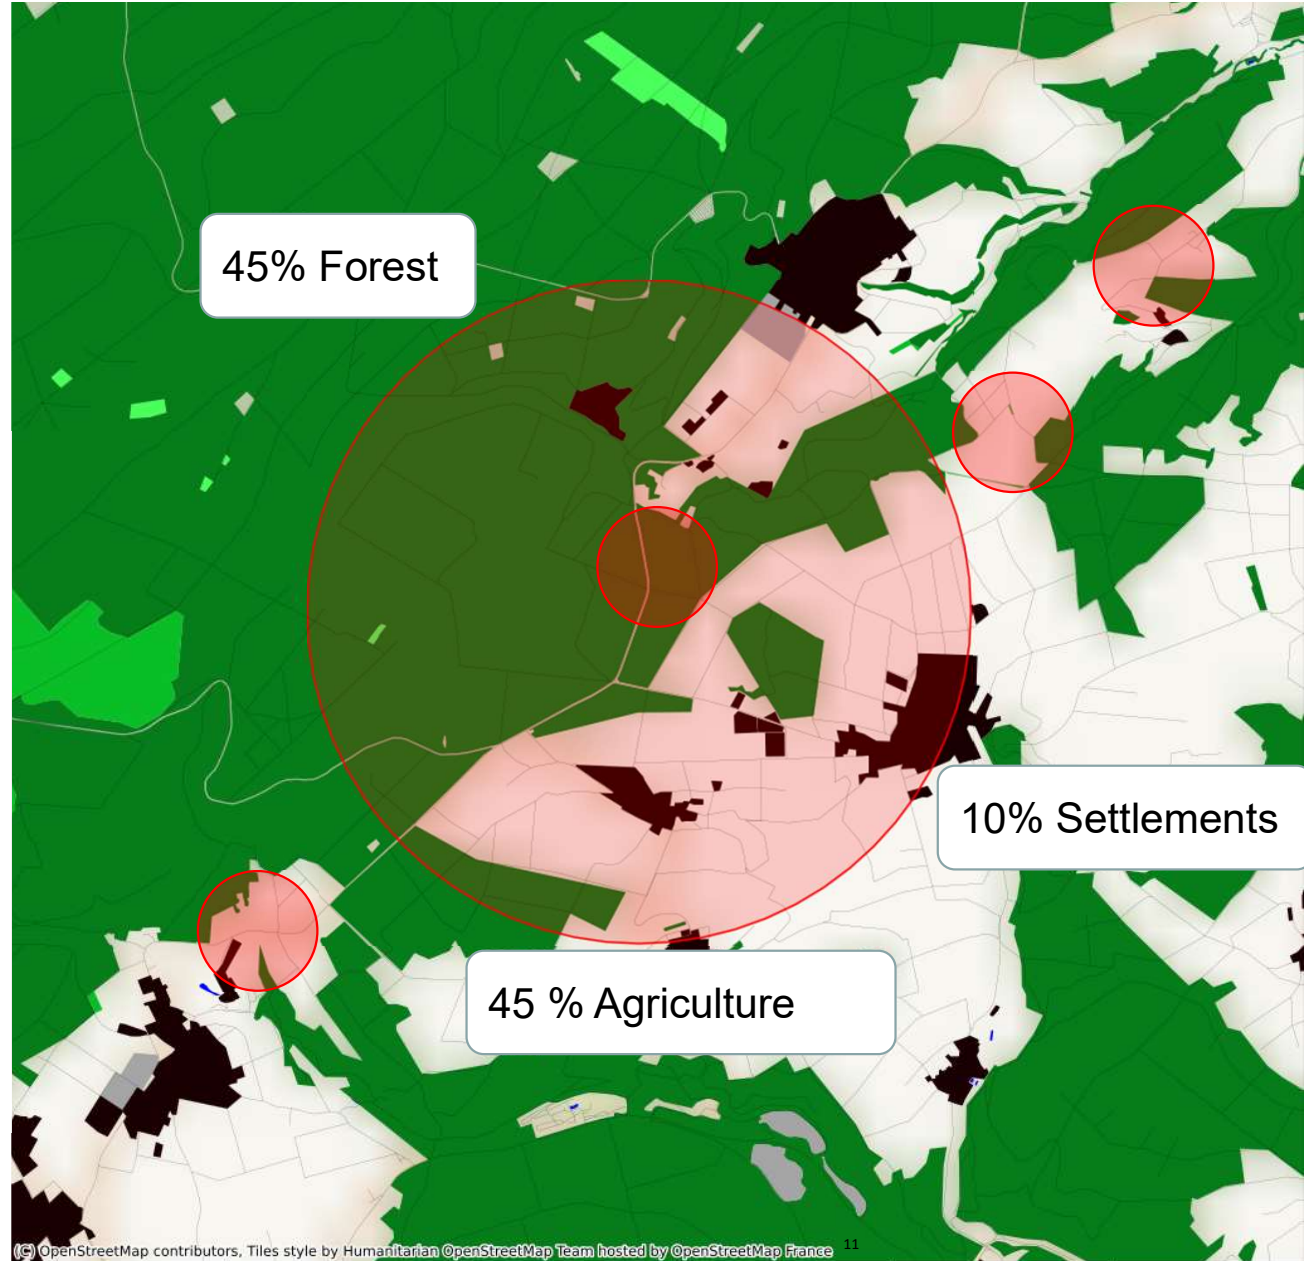 45% Forest
10% Settlements
45 % Agriculture
11
(C) OpenStreetMap contributors, Tiles style by Humanitarian OpenStreetMap Team hosted by OpenStreetMap France